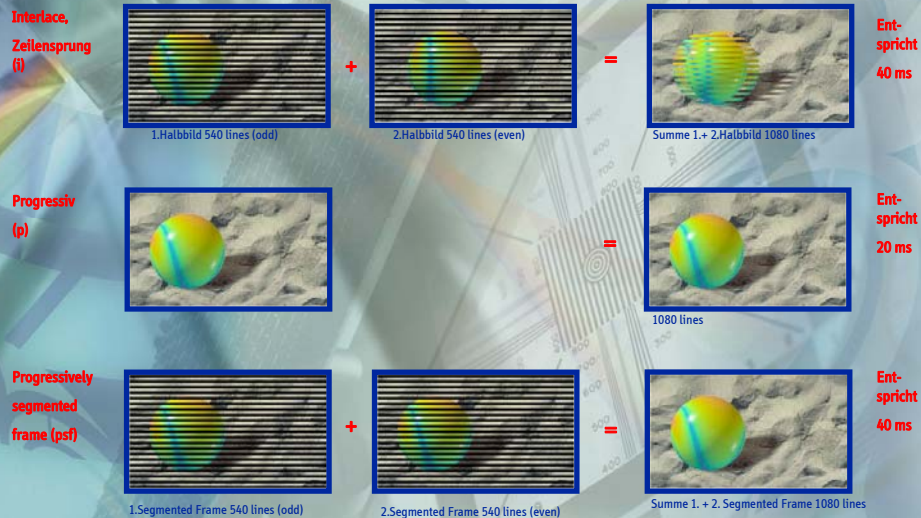 Interlace,
Zeilensprung
(i)
+
=
Ent-
spricht
40 ms
1.Halbbild 540 lines (odd)
2.Halbbild 540 lines (even)
Summe 1.+ 2.Halbbild 1080 lines
Progressiv
(p)
=
Ent-
spricht
20 ms
1080 lines
Progressively
segmented
frame (psf)
+
=
Ent-
spricht
40 ms
1.Segmented Frame 540 lines (odd)
2.Segmented Frame 540 lines (even)
Summe 1. + 2. Segmented Frame 1080 lines